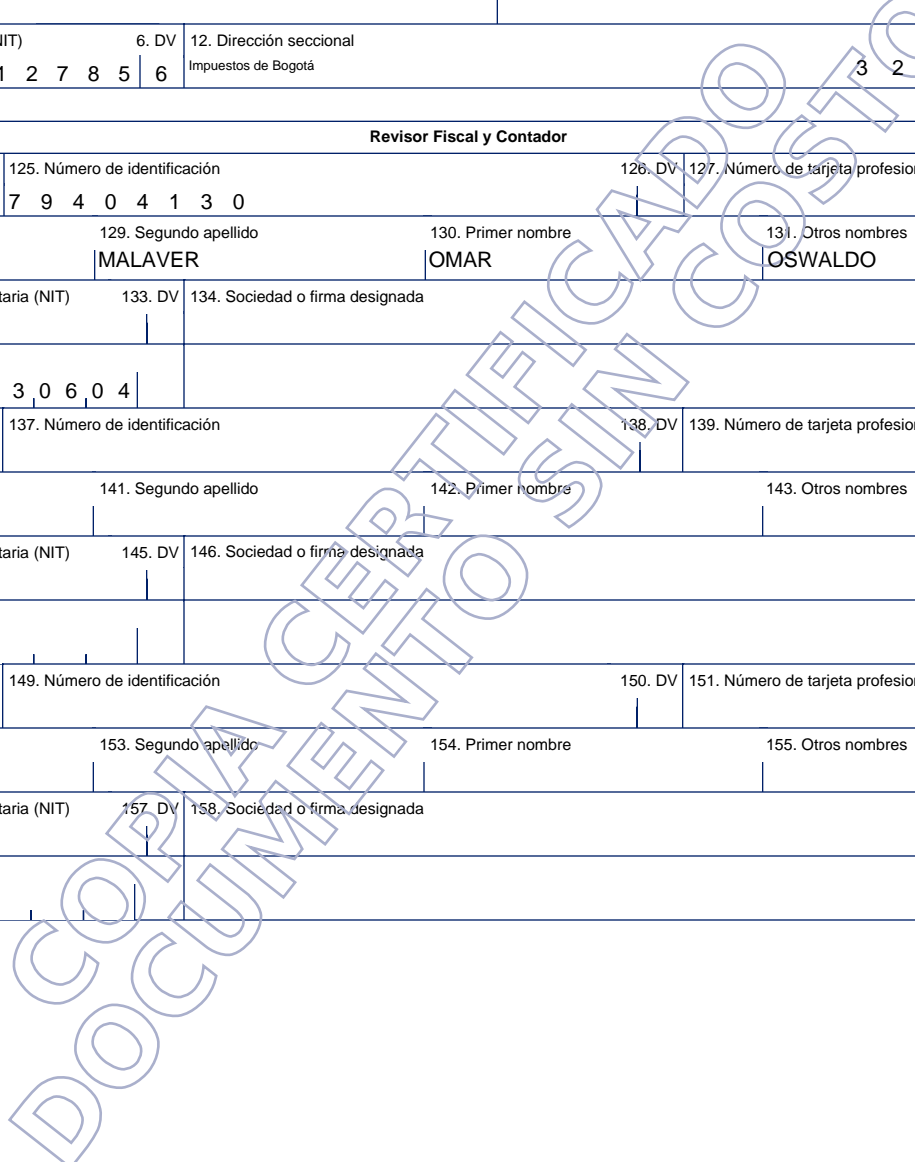 NIT) 6. DV 12. Dirección seccional
1 2 7 8 5 6 Impuestos de Bogotá 3 2
Revisor Fiscal y Contador
125. Número de identificación 126. DV 127. Número de tarjeta profesion
7 9 4 0 4 1 3 0
129. Segundo apellido 130. Primer nombre 131. Otros nombres
MALAVER OMAR OSWALDO
taria (NIT) 133. DV 134. Sociedad o firma designada
3 0 6 0 4
137. Número de identificación 138. DV 139. Número de tarjeta profesion
141. Segundo apellido 142. Primer nombre 143. Otros nombres
taria (NIT) 145. DV 146. Sociedad o firma designada
149. Número de identificación 150. DV 151. Número de tarjeta profesion
153. Segundo apellido 154. Primer nombre 155. Otros nombres
taria (NIT) 157. DV 158. Sociedad o firma designada
COPIA CERTIFICADO
DOCUMENTO SIN COSTO